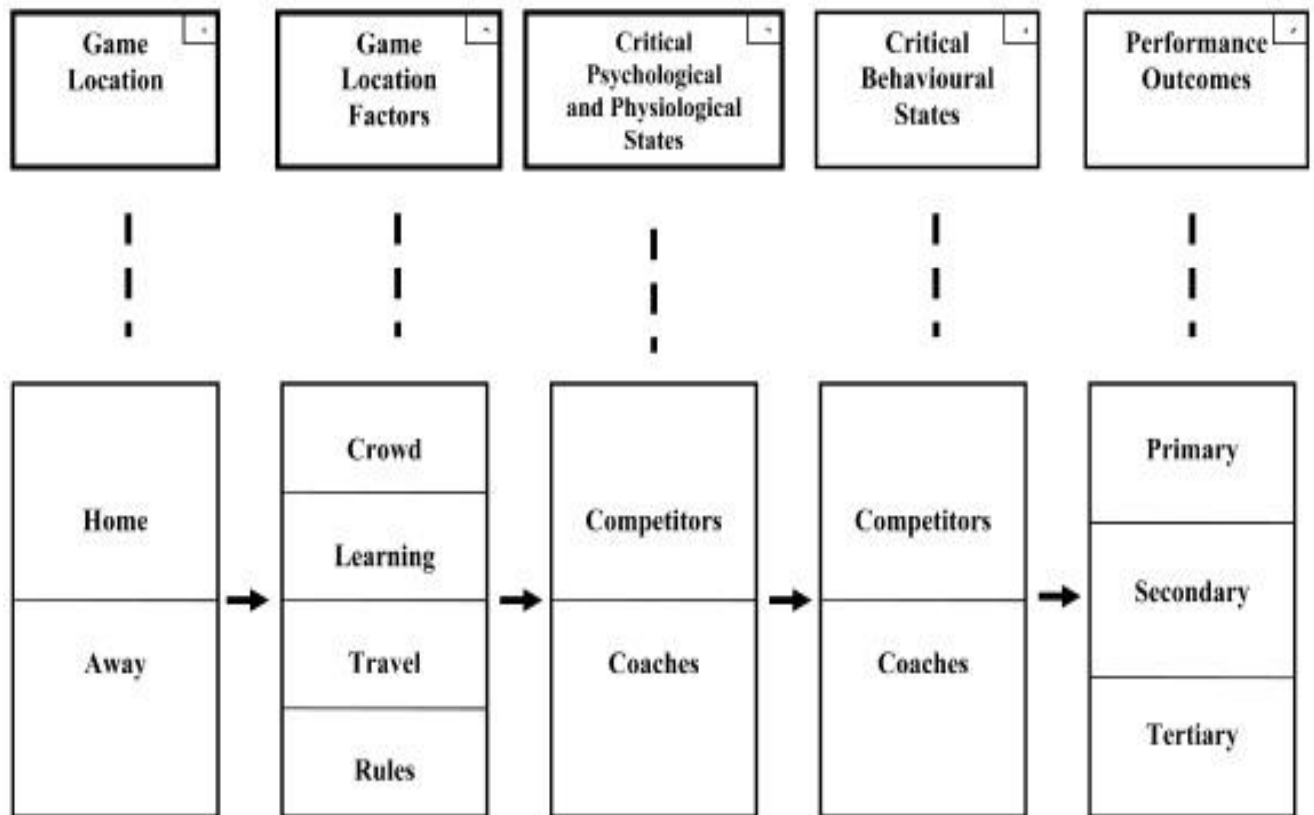 Game
Location
Game
Location
Factors
Critical
Psychological
and Physiological
States
Critical
Behavioural
States
Performance
Outcomes
Home
Away
Crowd
Learning
Travel
Rules
Competitors
Coaches
Competitors
Coaches
Primary
Secondary
Tertiary